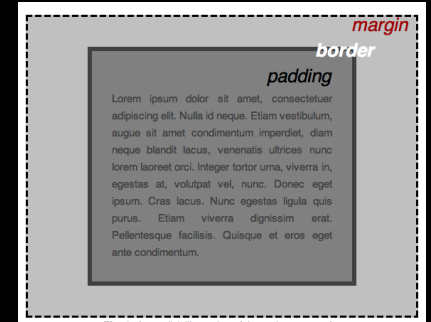 margin
border
padding
Lorem ipsum dolor sit amet, consectetuer
adipiscing elit. Nulla id neque. Etiam vestibulum,
augue sit amet condimentum imperdiet, diam
neque blandit lacus, venenatis ultrices nunc
lorem laoreet orci. Integer tortor urna, viverra in,
egestas at, volutpat vel, nunc. Donec eget
ipsum. Cras lacus. Nunc egestas ligula quis
purus. Etiam viverra dignissim erat.
Pellentesque facilisis. Quisque et eros eget
ante condimentum.